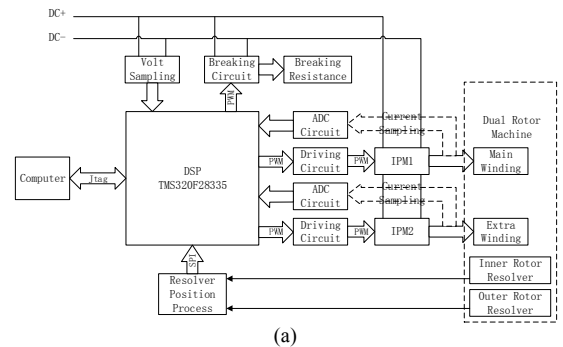 DC+
DC-
Volt
Sampling
Breaking
Circuit
Breaking
Resistance
PWM
ADC
Circuit
Current
Sampling
Dual Rotor
Machine
DSP
TMS320F28335
Computer
Jtag
PWM
Driving
Circuit
PWM
IPM1
Main
Winding
ADC
Circuit
Current
Sampling
PWM
Driving
Circuit
PWM
IPM2
Extra
Winding
SPI
Resolver
Position
Process
Inner Rotor
Resolver
Outer Rotor
Resolver
(a)